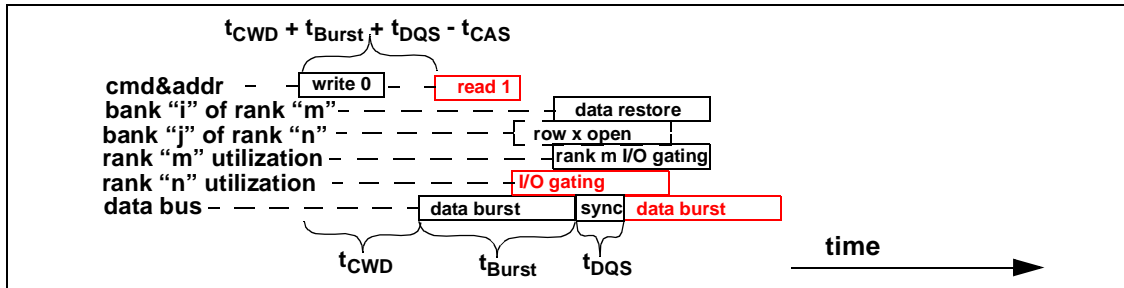 tCWD + tBurst + tDQS - tCAS
cmd&addr write 0 read 1
bank “i” of rank “m” data restore
bank “j” of rank “n” row x open
rank “m” utilization rank m I/O gating
rank “n” utilization I/O gating
data bus data burst sync data burst
tCWD tBurst tDQS time